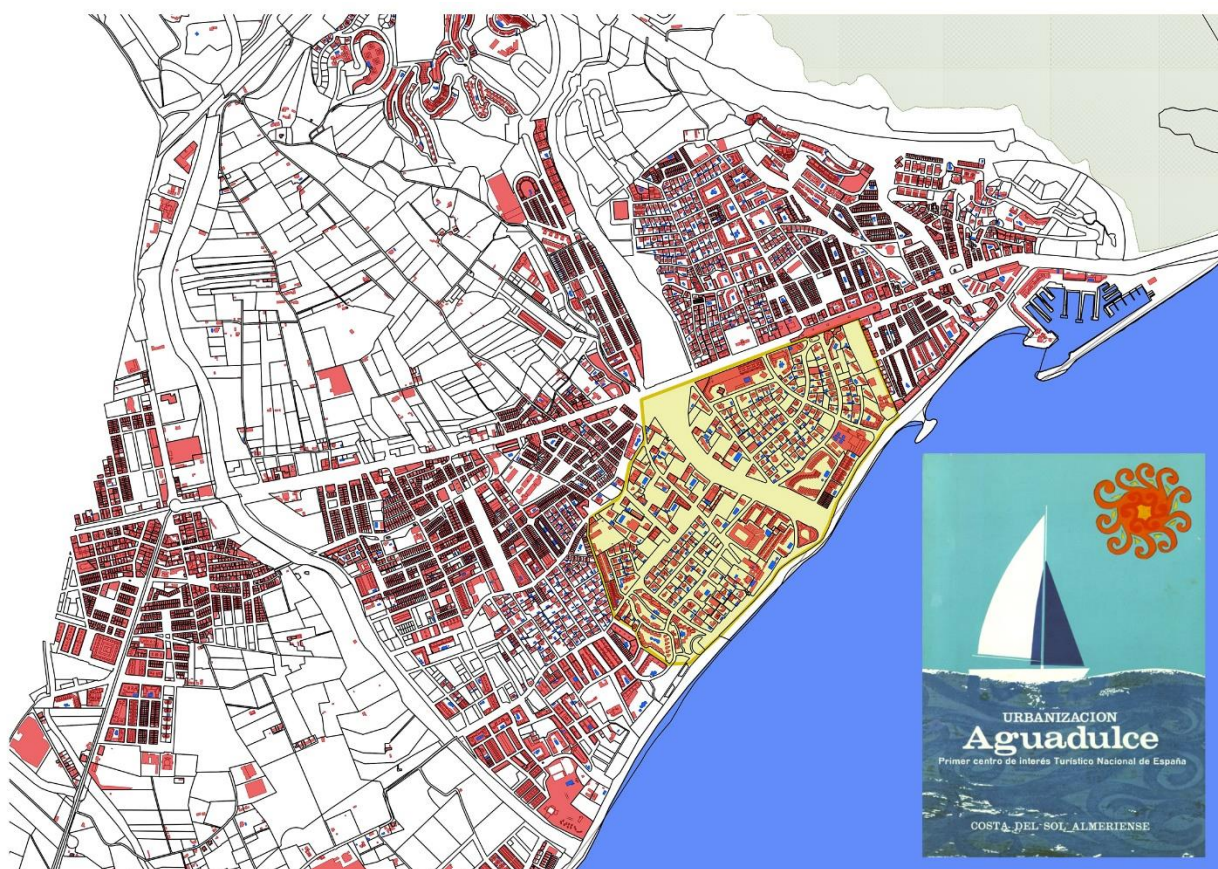 URBANIZACION
Aguadulce
Primer centro de interés Turístico Nacional de España
COSTA DEL SOL ALMERIENSE